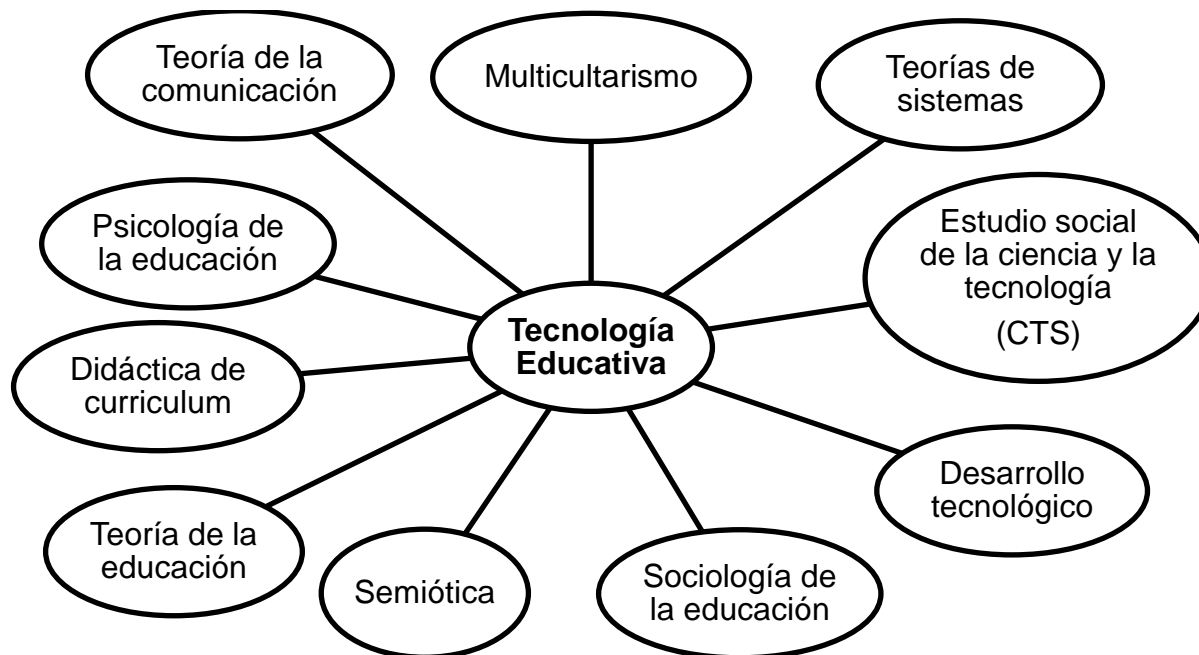 Teoría de la
comunicación
Multicultarismo
Teorías de
sistemas
Psicología de
la educación
Estudio social
de la ciencia y la
tecnología
(CTS)
Tecnología
Educativa
Didáctica de
curriculum
Desarrollo
tecnológico
Teoría de la
educación
Semiótica
Sociología de
la educación